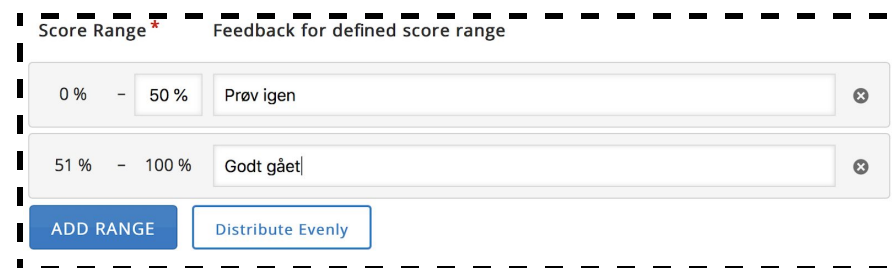 Score Range * Feedback for defined score range
0 % - 50 % Prøv igen
51 % - 100 % Godt gået
ADD RANGE Distribute Evenly